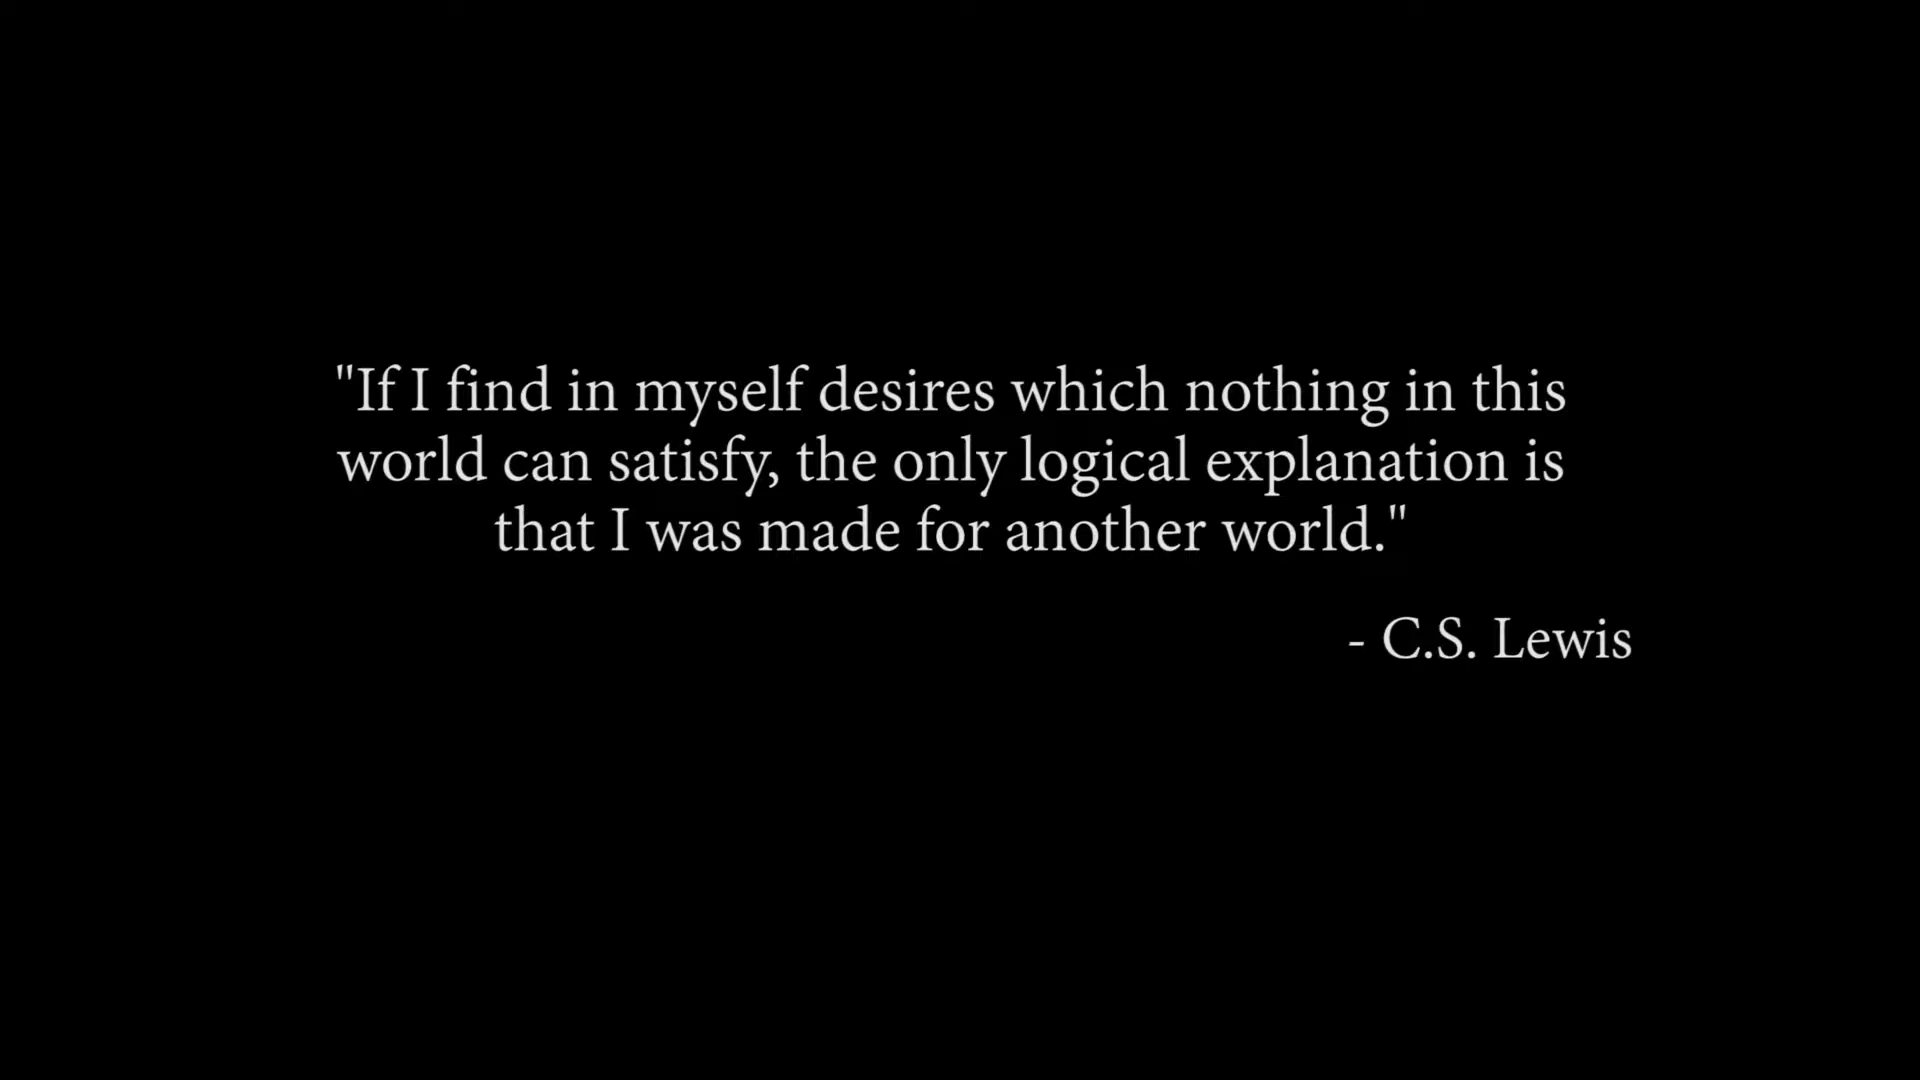 "If I find in myself desires which nothing in this
world can satisfy, the only logical explanation is
that I was made for another world."
- C.S. Lewis